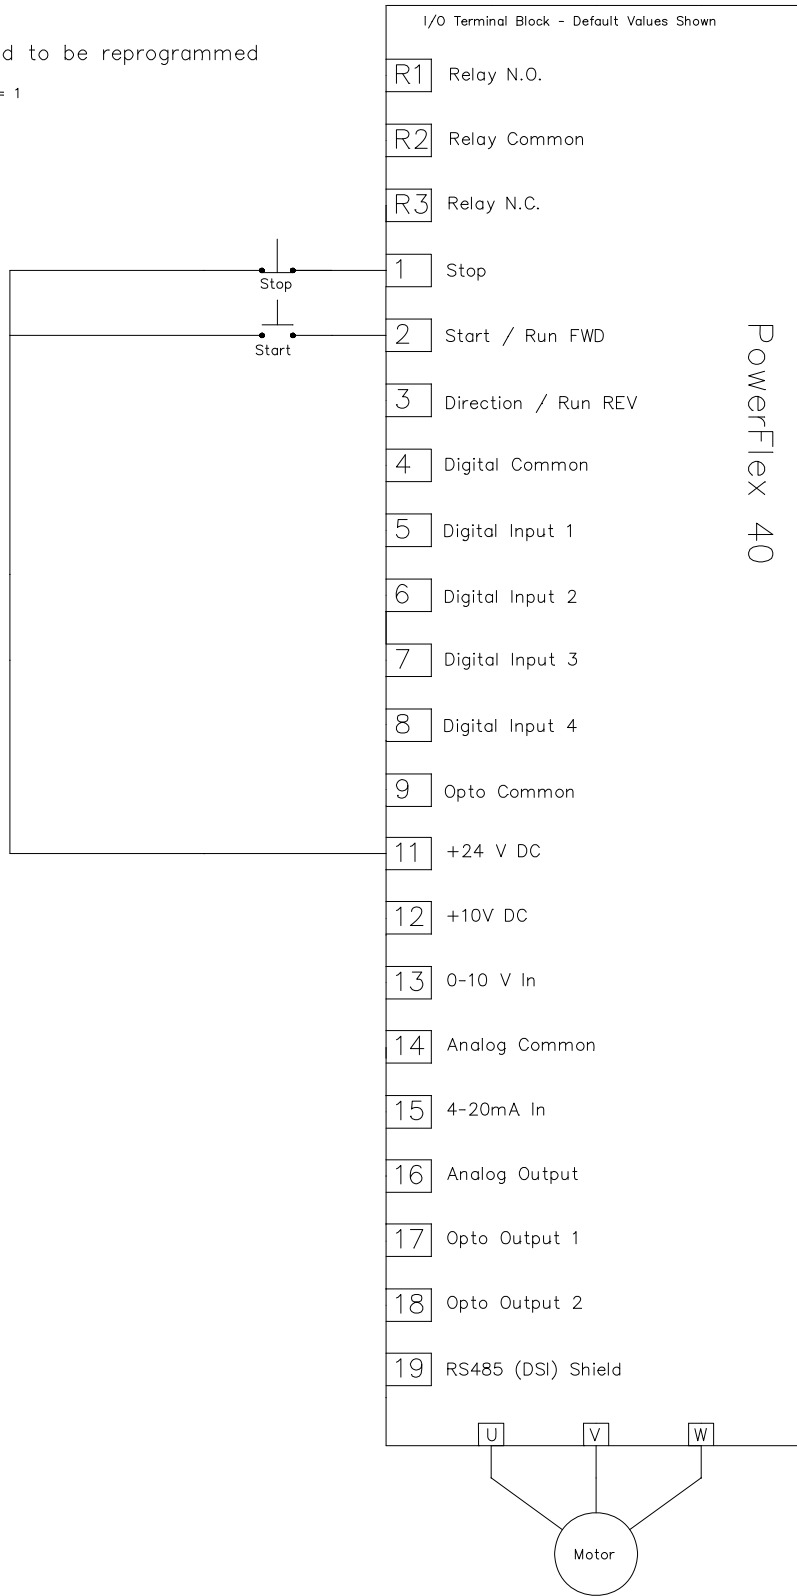 I/O Terminal Block - Default Values Shown
d to be reprogrammed
= 1
R1 Relay N.O.
R2 Relay Common
R3 Relay N.C.
1 Stop
Stop
2 Start / Run FWD
Start
3 Direction / Run REV
4 Digital Common
5 Digital Input 1
6 Digital Input 2
7 Digital Input 3
8 Digital Input 4
9 Opto Common
11 +24 V DC
12 +10V DC
13 0-10 V In
14 Analog Common
15 4-20mA In
16 Analog Output
17 Opto Output 1
18 Opto Output 2
19 RS485 (DSI) Shield
PowerFlex 40
U V W
Motor